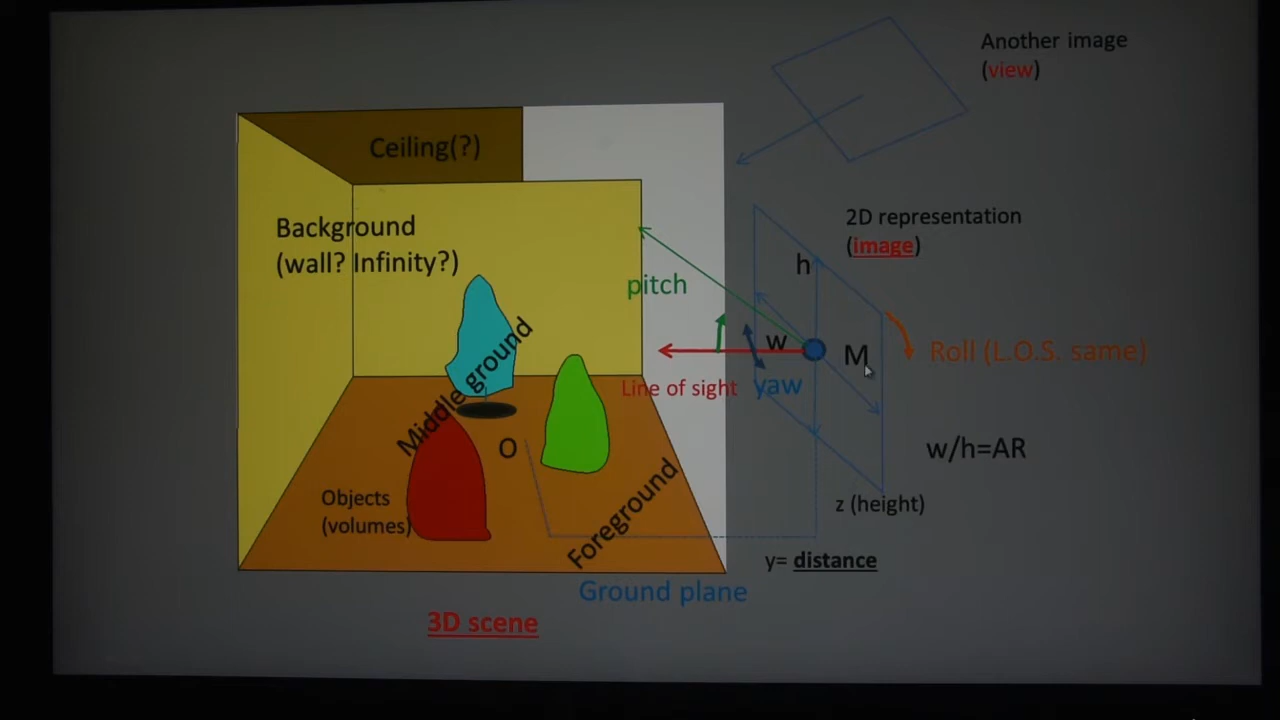 Another image
(view)
Ceiling(?)
Background
(wall? Infinity?)
2D representation
(image)
h
pitch
w
M
Roll (L.O.S. same)
Line of sight
yaw
Middle ground
O
w/h=AR
Objects
(volumes)
Foreground
z (height)
y= distance
Ground plane
3D scene